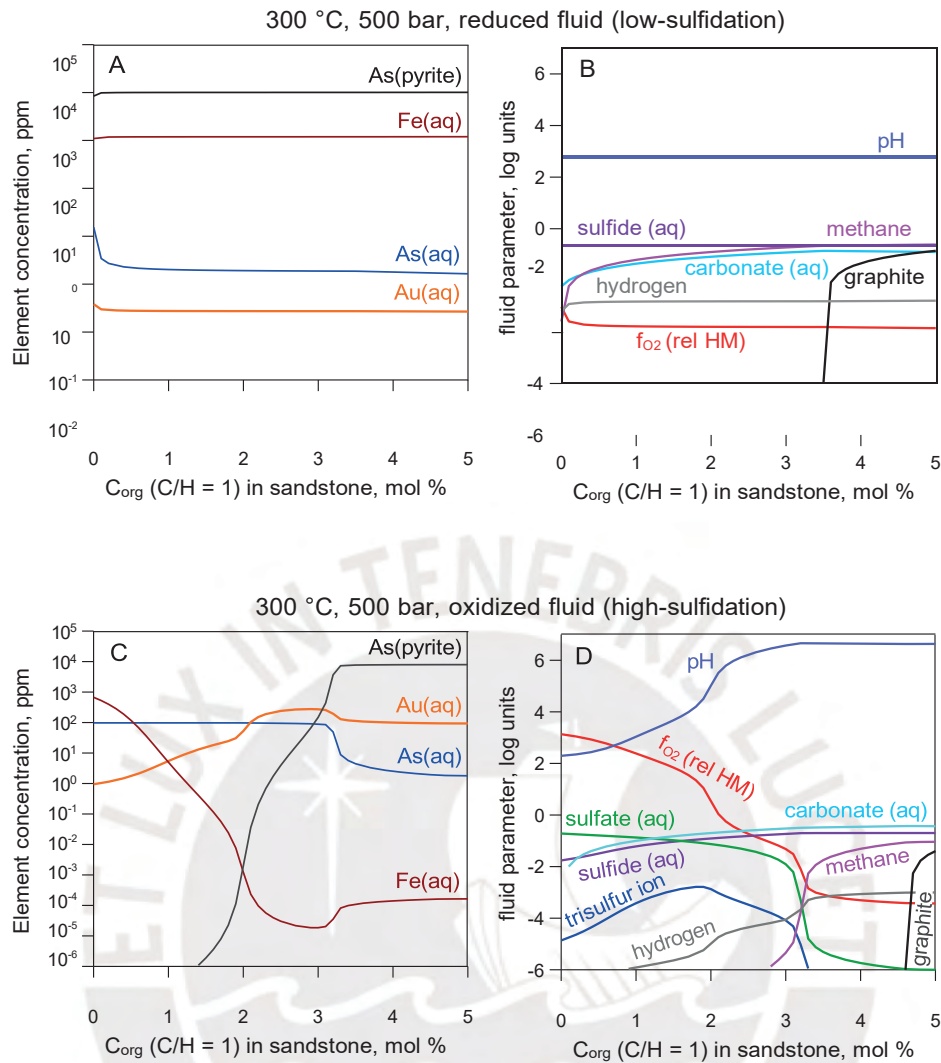 300 °C, 500 bar, reduced fluid (low-sulfidation)
A
Element concentration, ppm
10^5
10^4
10^3
10^2
10^1
0
10
10^-1
10^-2
As(pyrite)
Fe(aq)
As(aq)
Au(aq)
0 1 2 3 4 5
C_org (C/H = 1) in sandstone, mol %
B
fluid parameter, log units
6
4
2
0
-2
-4
-6
pH
sulfide (aq)
methane
carbonate (aq)
graphite
hydrogen
f_O2 (rel HM)
0 1 2 3 4 5
C_org (C/H = 1) in sandstone, mol %
300 °C, 500 bar, oxidized fluid (high-sulfidation)
C
Element concentration, ppm
10^5
10^4
10^3
10^2
10^1
10^0
10^-1
10^-2
10^-3
10^-4
10^-5
10^-6
As(pyrite)
Au(aq)
As(aq)
Fe(aq)
0 1 2 3 4 5
C_org (C/H = 1) in sandstone, mol %
D
fluid parameter, log units
6
4
2
0
-2
-4
-6
pH
f_O2 (rel HM)
carbonate (aq)
sulfate (aq)
sulfide (aq)
methane
trisulfur ion
hydrogen
graphite
0 1 2 3 4 5
C_org (C/H = 1) in sandstone, mol %
ET LUX IN TENEBRIS LUCET